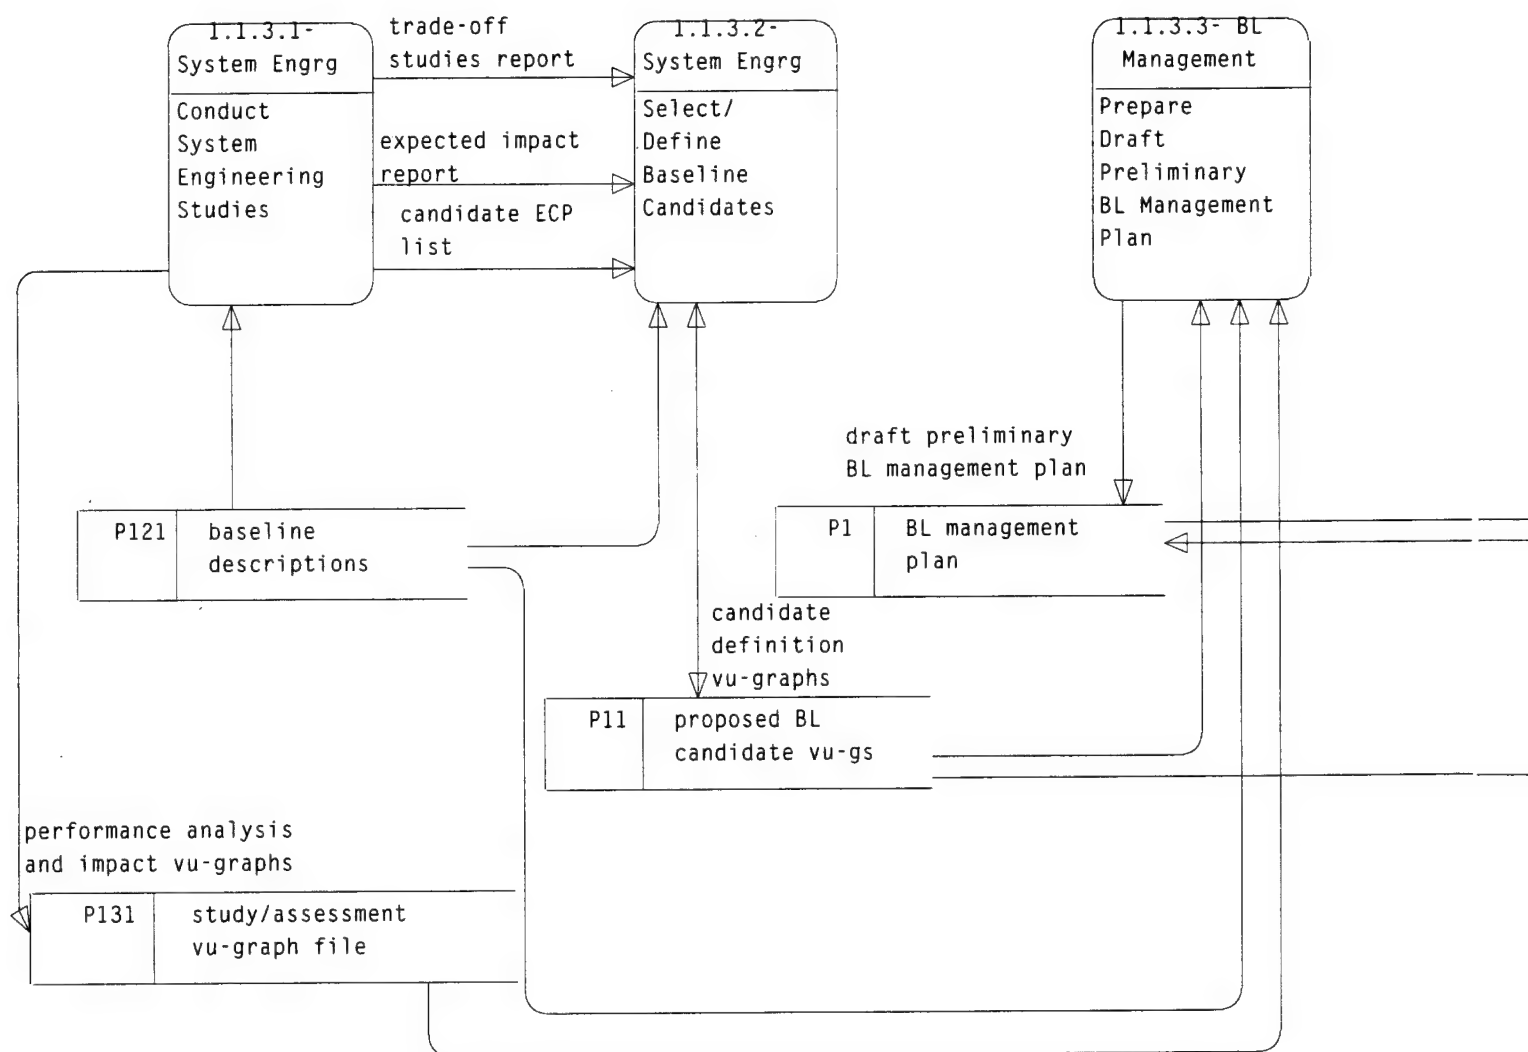 1.1.3.1-
System Engrg
Conduct
System
Engineering
Studies
trade-off
studies report
expected impact
report
candidate ECP
list
1.1.3.2-
System Engrg
Select/
Define
Baseline
Candidates
1.1.3.3- BL
Management
Prepare
Draft
Preliminary
BL Management
Plan
draft preliminary
BL management plan
P121
baseline
descriptions
P1
BL management
plan
candidate
definition
vu-graphs
P11
proposed BL
candidate vu-gs
performance analysis
and impact vu-graphs
P131
study/assessment
vu-graph file